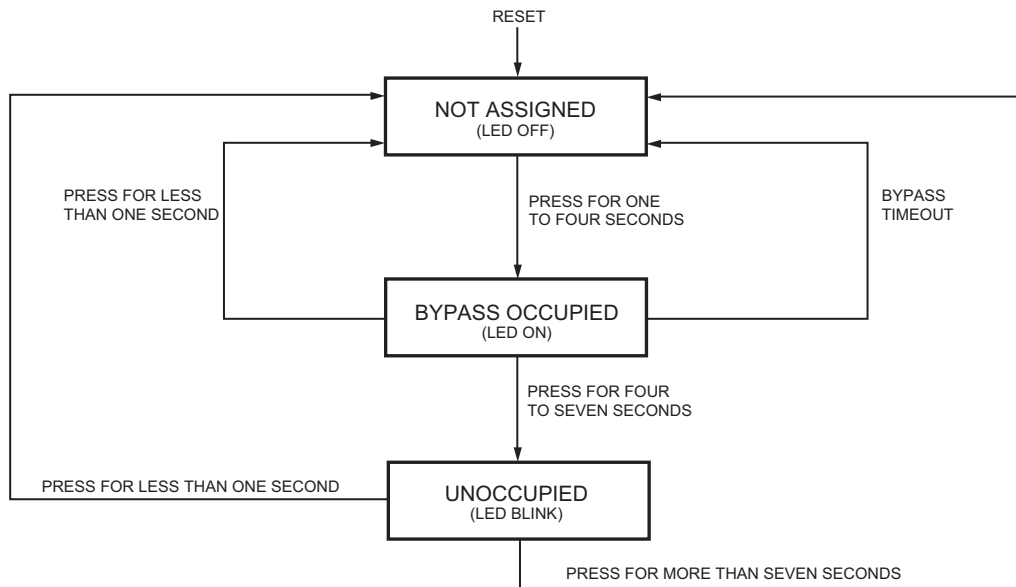 RESET
NOT ASSIGNED
(LED OFF)
PRESS FOR LESS
THAN ONE SECOND
PRESS FOR ONE
TO FOUR SECONDS
BYPASS
TIMEOUT
BYPASS OCCUPIED
(LED ON)
PRESS FOR FOUR
TO SEVEN SECONDS
PRESS FOR LESS THAN ONE SECOND
UNOCCUPIED
(LED BLINK)
PRESS FOR MORE THAN SEVEN SECONDS